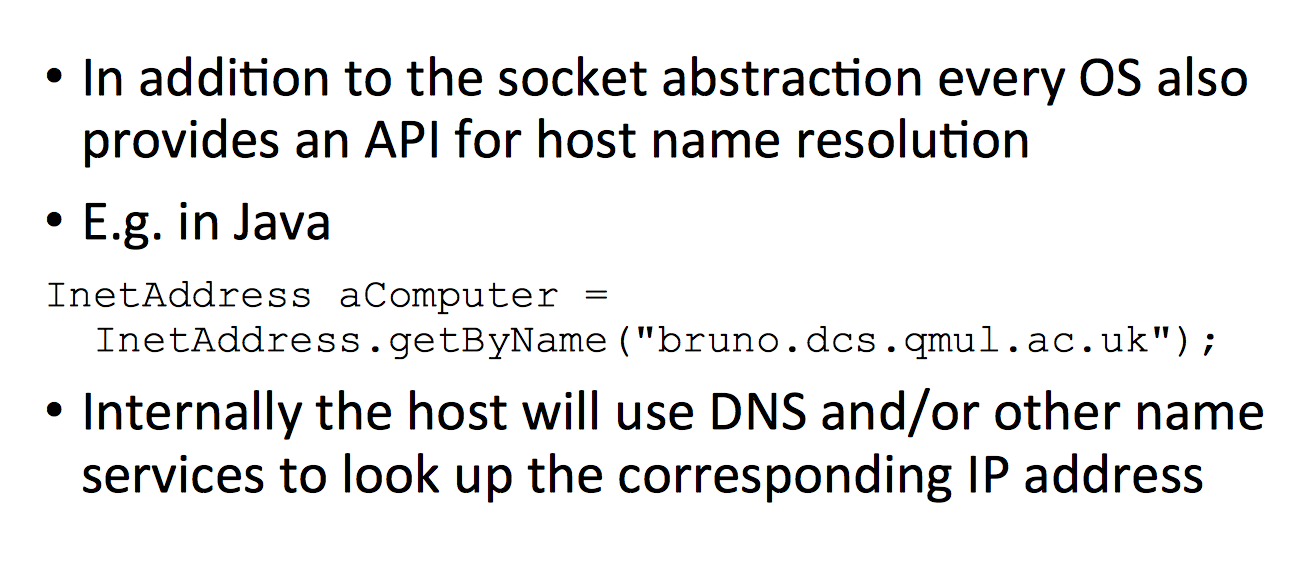 • In addition to the socket abstraction every OS also
provides an API for host name resolution
• E.g. in Java
InetAddress aComputer =
InetAddress.getByName("bruno.dcs.qmul.ac.uk");
• Internally the host will use DNS and/or other name
services to look up the corresponding IP address